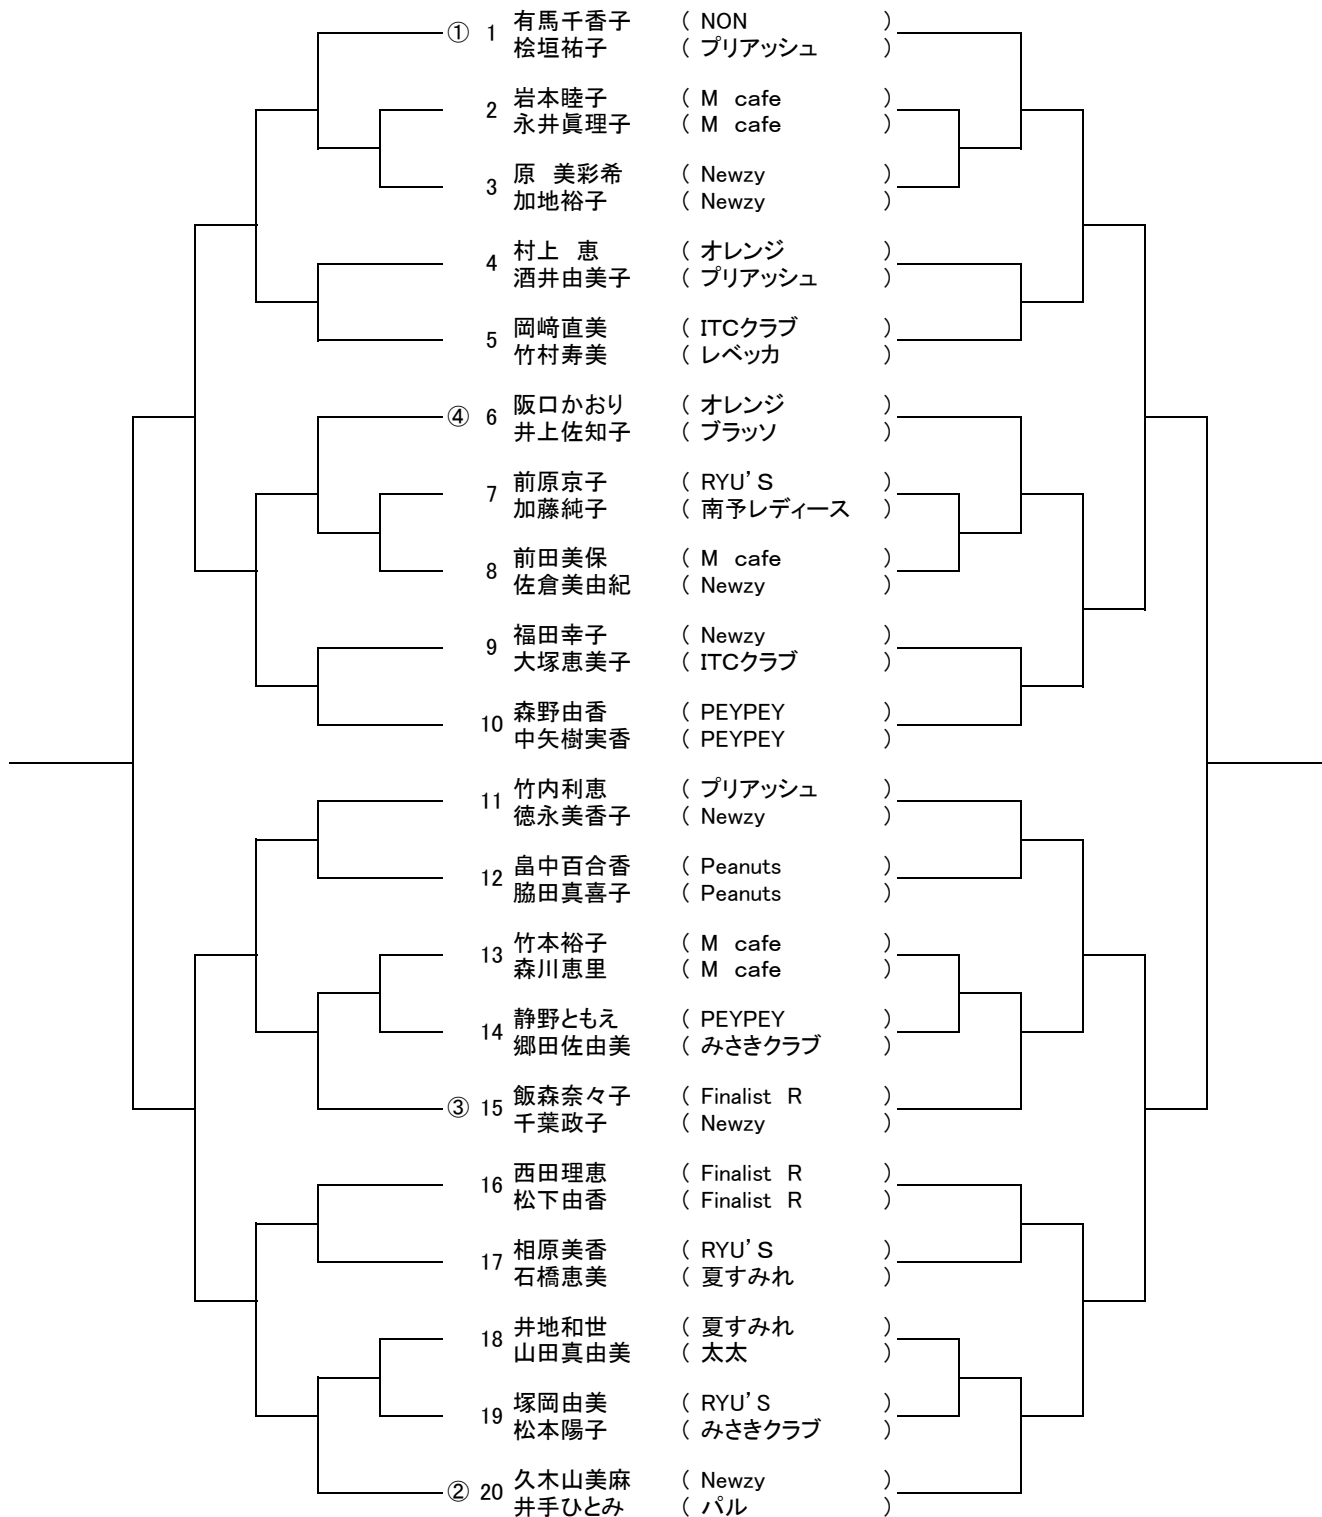 ① 1 有馬千香子 ( NON )
桧垣祐子 ( プリアッシュ )
2 岩本睦子 ( M cafe )
永井眞理子 ( M cafe )
3 原 美彩希 ( Newzy )
加地裕子 ( Newzy )
4 村上 恵 ( オレンジ )
酒井由美子 ( プリアッシュ )
5 岡﨑直美 ( ITCクラブ )
竹村寿美 ( レベッカ )
④ 6 阪口かおり ( オレンジ )
井上佐知子 ( ブラッソ )
7 前原京子 ( RYU'S )
加藤純子 ( 南予レディース )
8 前田美保 ( M cafe )
佐倉美由紀 ( Newzy )
9 福田幸子 ( Newzy )
大塚恵美子 ( ITCクラブ )
10 森野由香 ( PEYPEY )
中矢樹実香 ( PEYPEY )
11 竹内利恵 ( プリアッシュ )
徳永美香子 ( Newzy )
12 畠中百合香 ( Peanuts )
脇田真喜子 ( Peanuts )
13 竹本裕子 ( M cafe )
森川恵里 ( M cafe )
14 静野ともえ ( PEYPEY )
郷田佐由美 ( みさきクラブ )
③ 15 飯森奈々子 ( Finalist R )
千葉政子 ( Newzy )
16 西田理恵 ( Finalist R )
松下由香 ( Finalist R )
17 相原美香 ( RYU'S )
石橋恵美 ( 夏すみれ )
18 井地和世 ( 夏すみれ )
山田真由美 ( 太太 )
19 塚岡由美 ( RYU'S )
松本陽子 ( みさきクラブ )
② 20 久木山美麻 ( Newzy )
井手ひとみ ( パル )